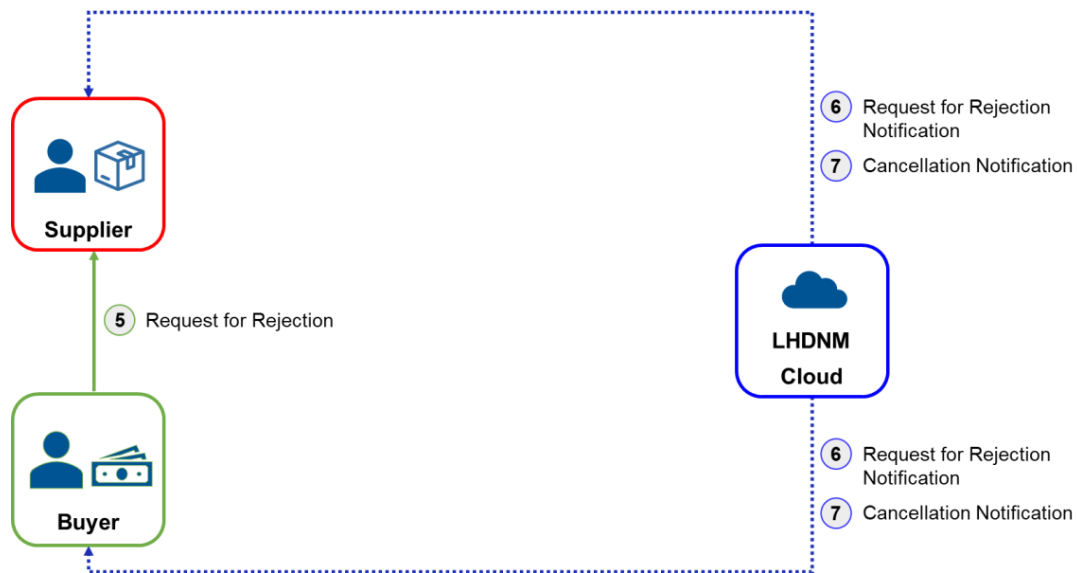 6 Request for Rejection
Notification
7 Cancellation Notification
Supplier
5 Request for Rejection
LHDNM
Cloud
6 Request for Rejection
Notification
7 Cancellation Notification
Buyer